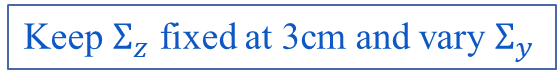 Keep Σ_z fixed at 3cm and vary Σ_y